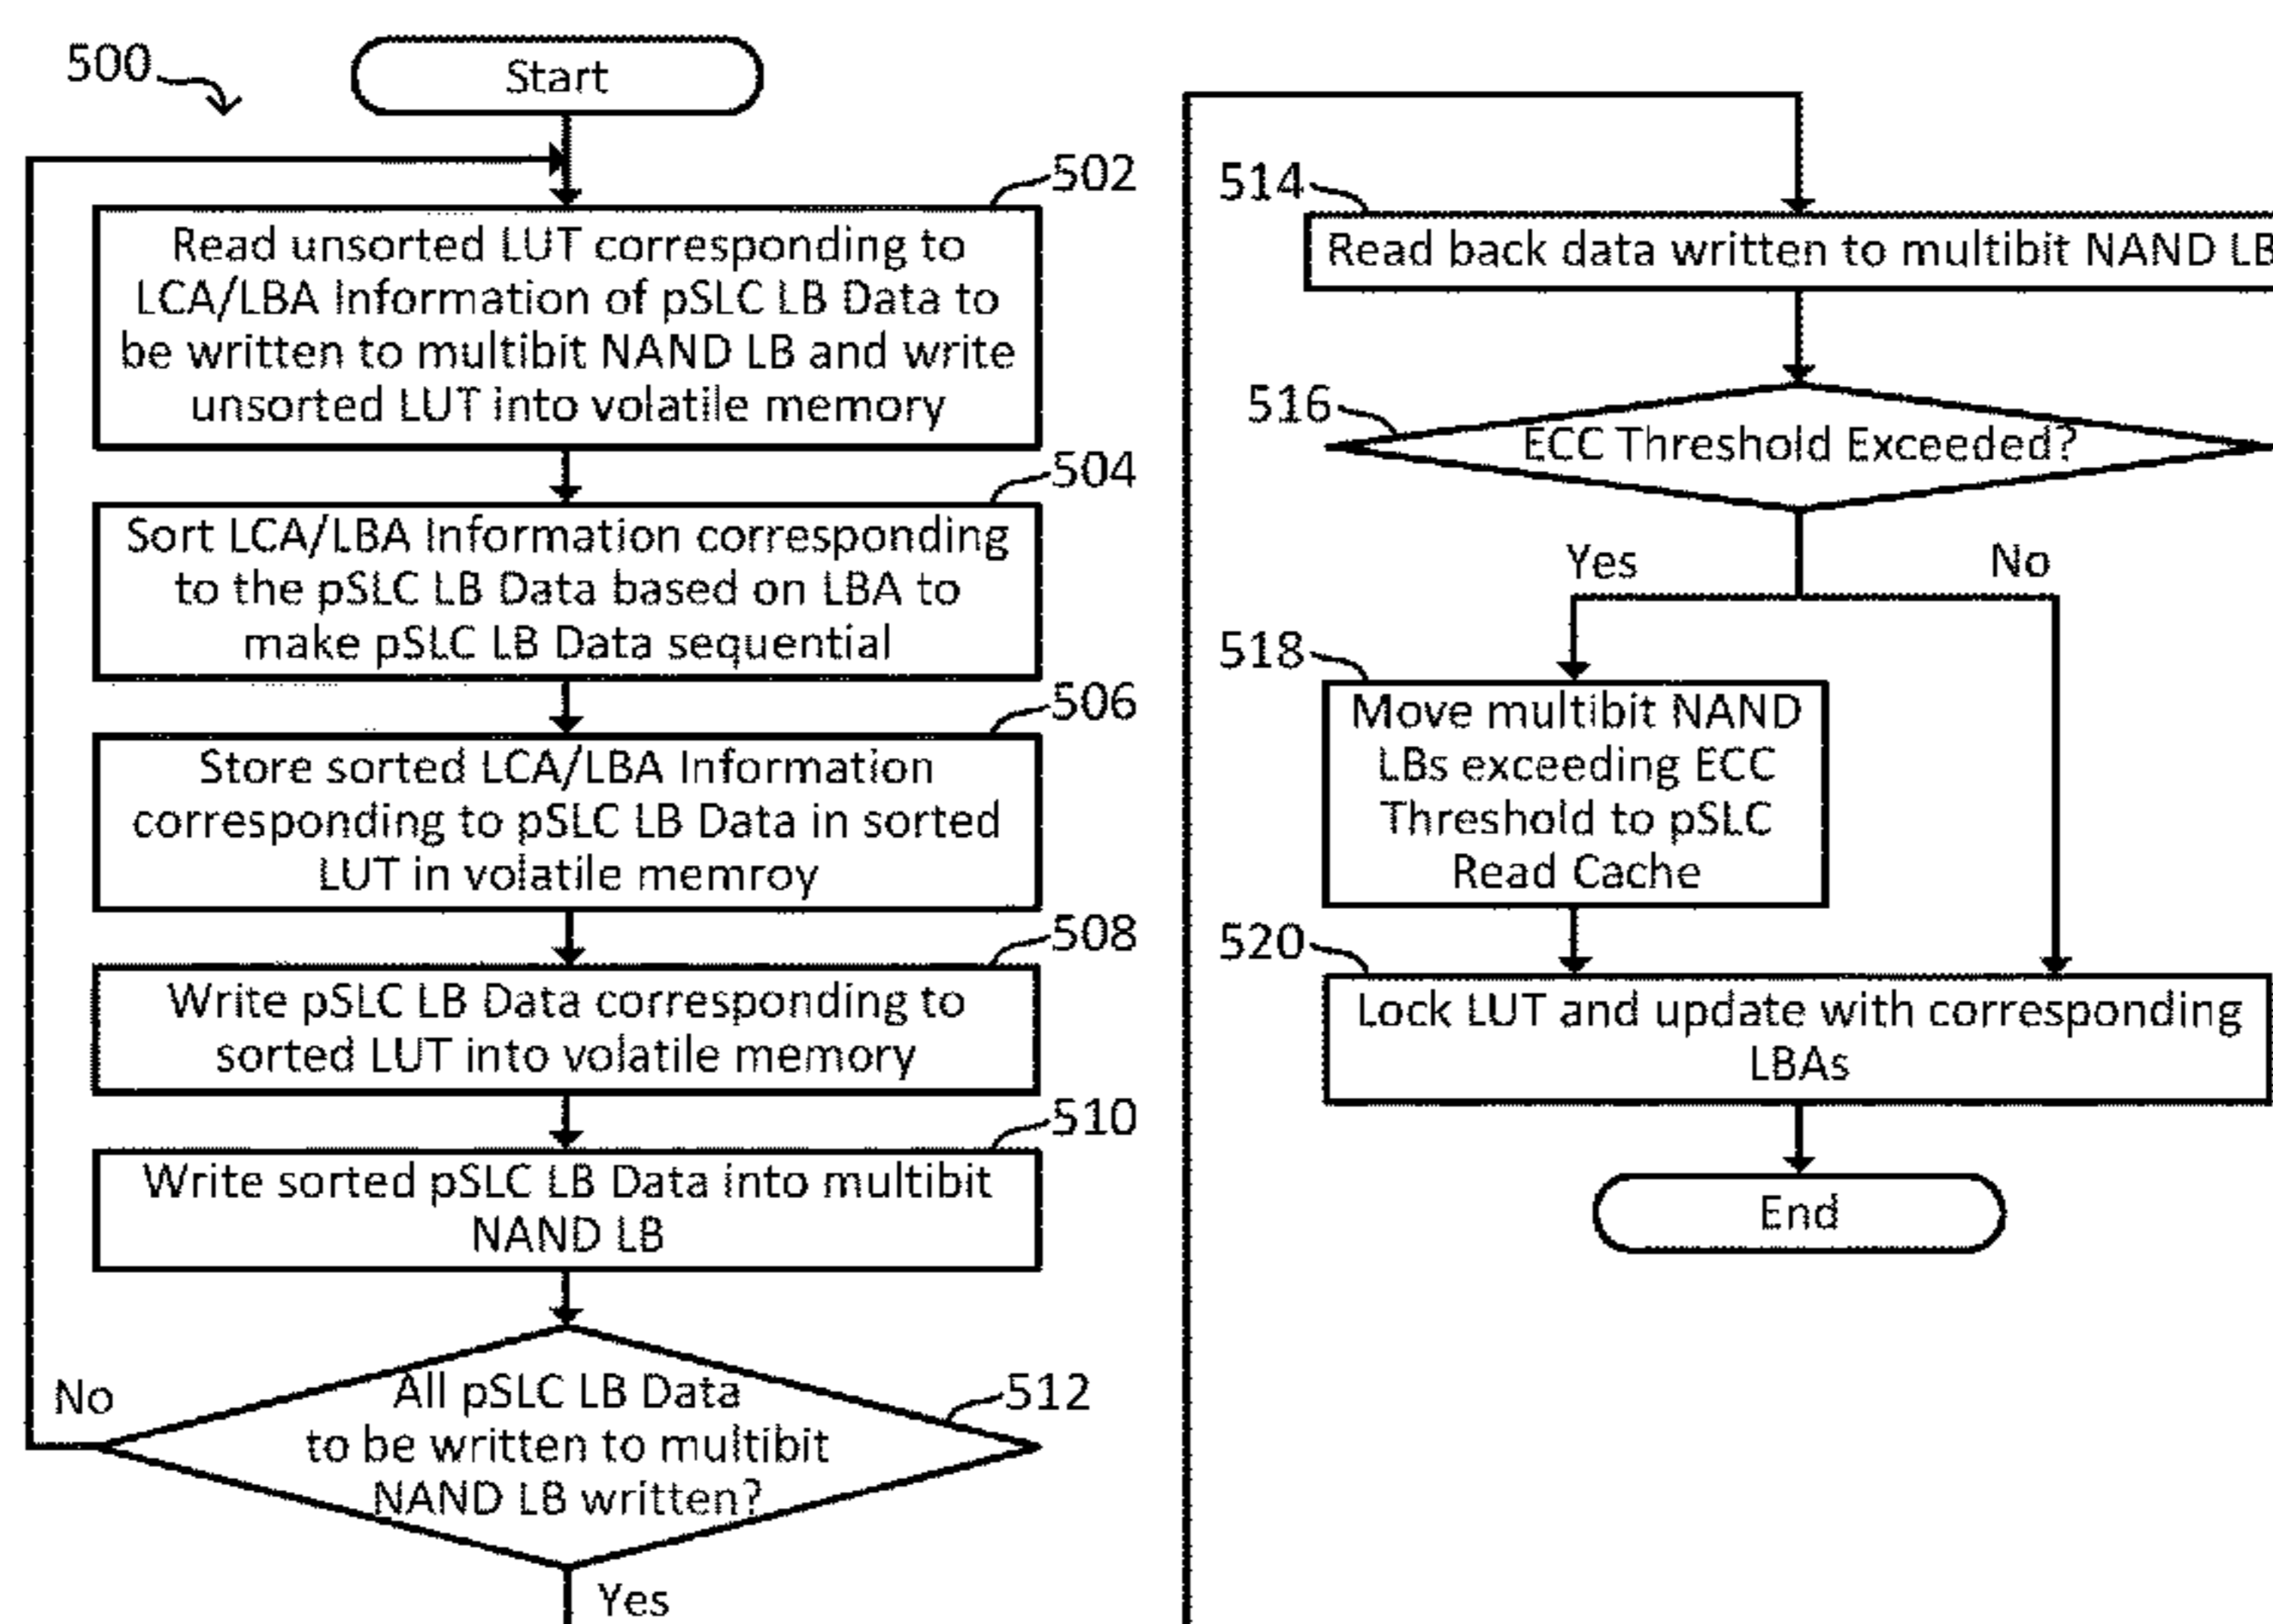 500
Start
502
Read unsorted LUT corresponding to
LCA/LBA Information of pSLC LB Data to
be written to multibit NAND LB and write
unsorted LUT into volatile memory
504
Sort LCA/LBA Information corresponding
to the pSLC LB Data based on LBA to
make pSLC LB Data sequential
506
Store sorted LCA/LBA Information
corresponding to pSLC LB Data in sorted
LUT in volatile memroy
508
Write pSLC LB Data corresponding to
sorted LUT into volatile memory
510
Write sorted pSLC LB Data into multibit
NAND LB
512
All pSLC LB Data
to be written to multibit
NAND LB written?
No
Yes
514
Read back data written to multibit NAND LB
516
ECC Threshold Exceeded?
Yes
No
518
Move multibit NAND
LBs exceeding ECC
Threshold to pSLC
Read Cache
520
Lock LUT and update with corresponding
LBAs
End